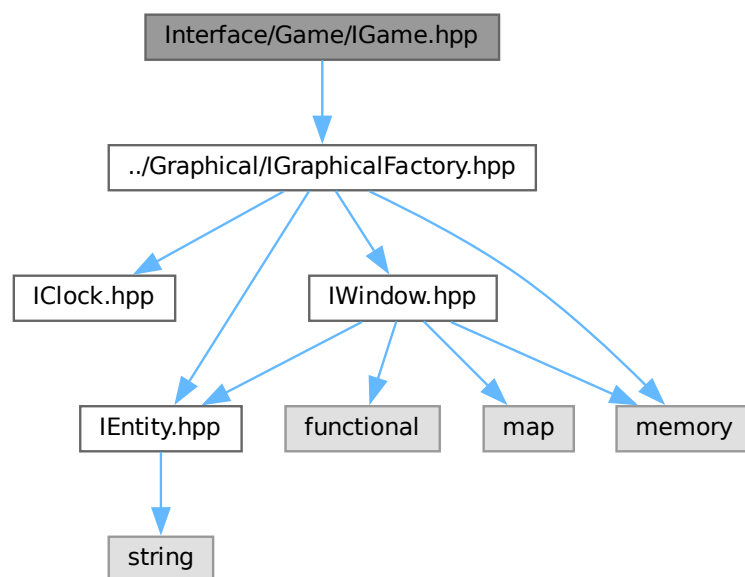 Interface/Game/IGame.hpp
../Graphical/IGraphicalFactory.hpp
IClock.hpp
IWindow.hpp
IEntity.hpp
functional
map
memory
string